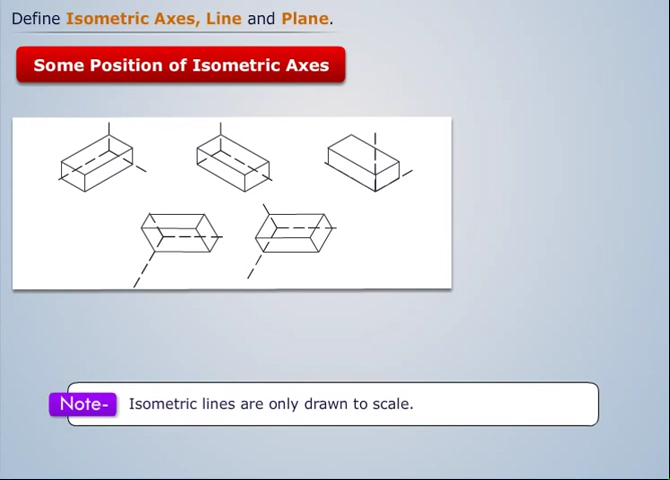 Define Isometric Axes, Line and Plane.
Some Position of Isometric Axes
Note- Isometric lines are only drawn to scale.